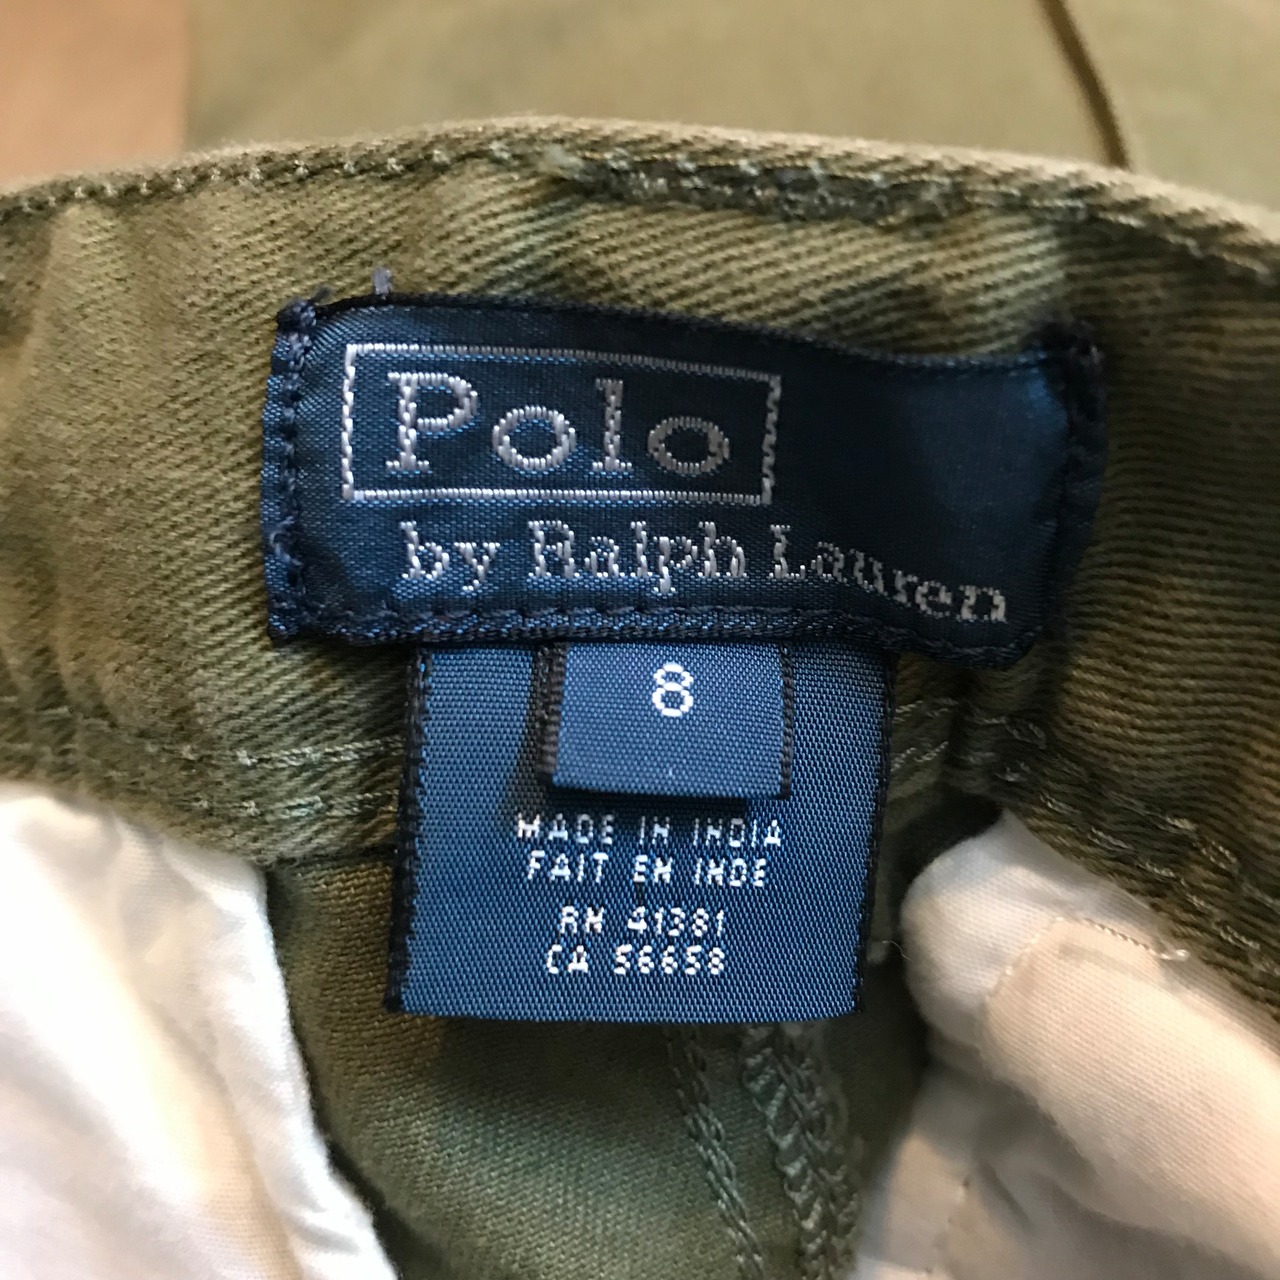 Polo
by Ralph Lauren
8
MADE IN INDIA
FAIT EN INDE
RN 41381
CA 56658